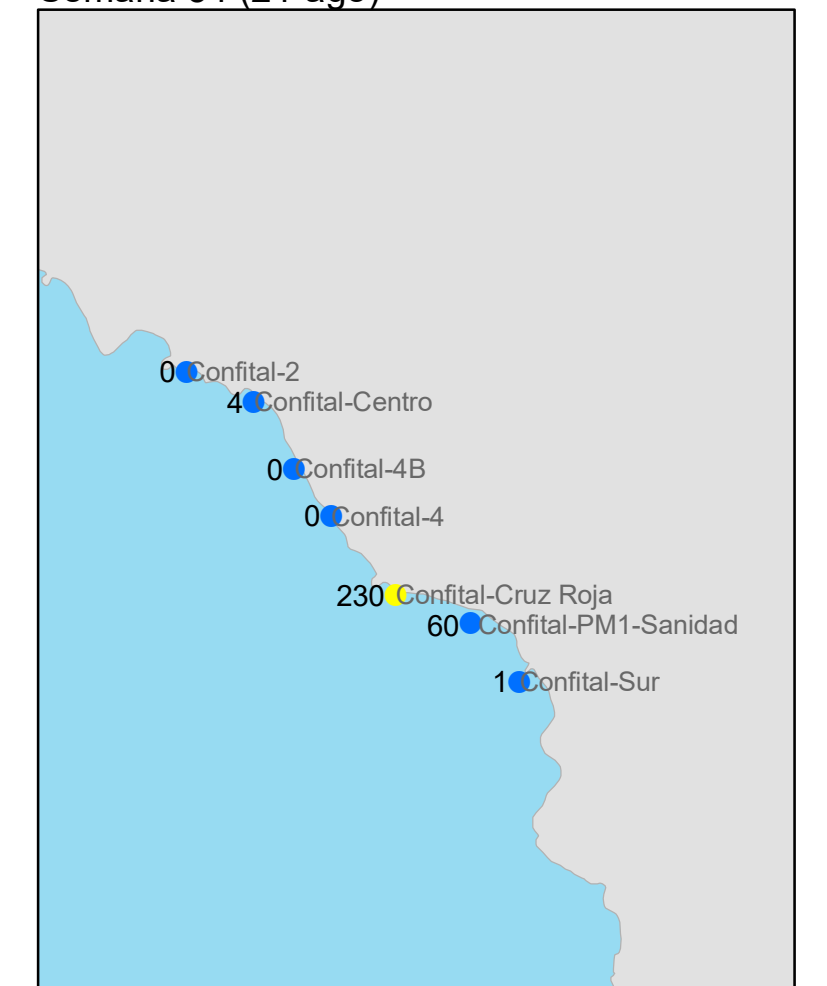 0 Confital-2
4 Confital-Centro
0 Confital-4B
0 Confital-4
230 Confital-Cruz Roja
60 Confital-PM1-Sanidad
1 Confital-Sur